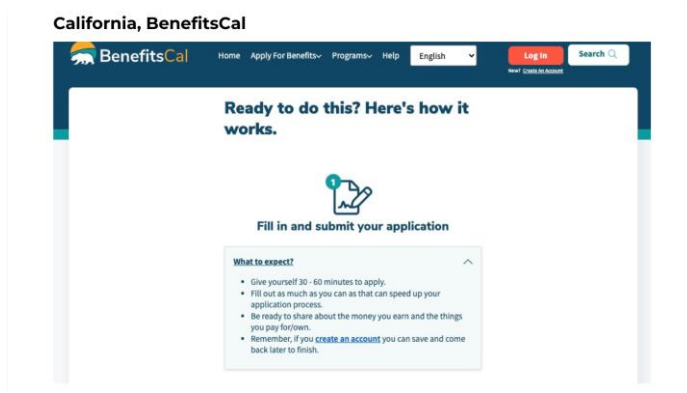 California, BenefitsCal
BenefitsCal
Home Apply For Benefits Programs Help English Log In Search
New? Create An Account
Ready to do this? Here's how it
works.
1
Fill in and submit your application
What to expect?
• Give yourself 30 - 60 minutes to apply.
• Fill out as much as you can as that can speed up your
application process.
• Be ready to share about the money you earn and the things
you pay for/own.
• Remember, if you create an account you can save and come
back later to finish.